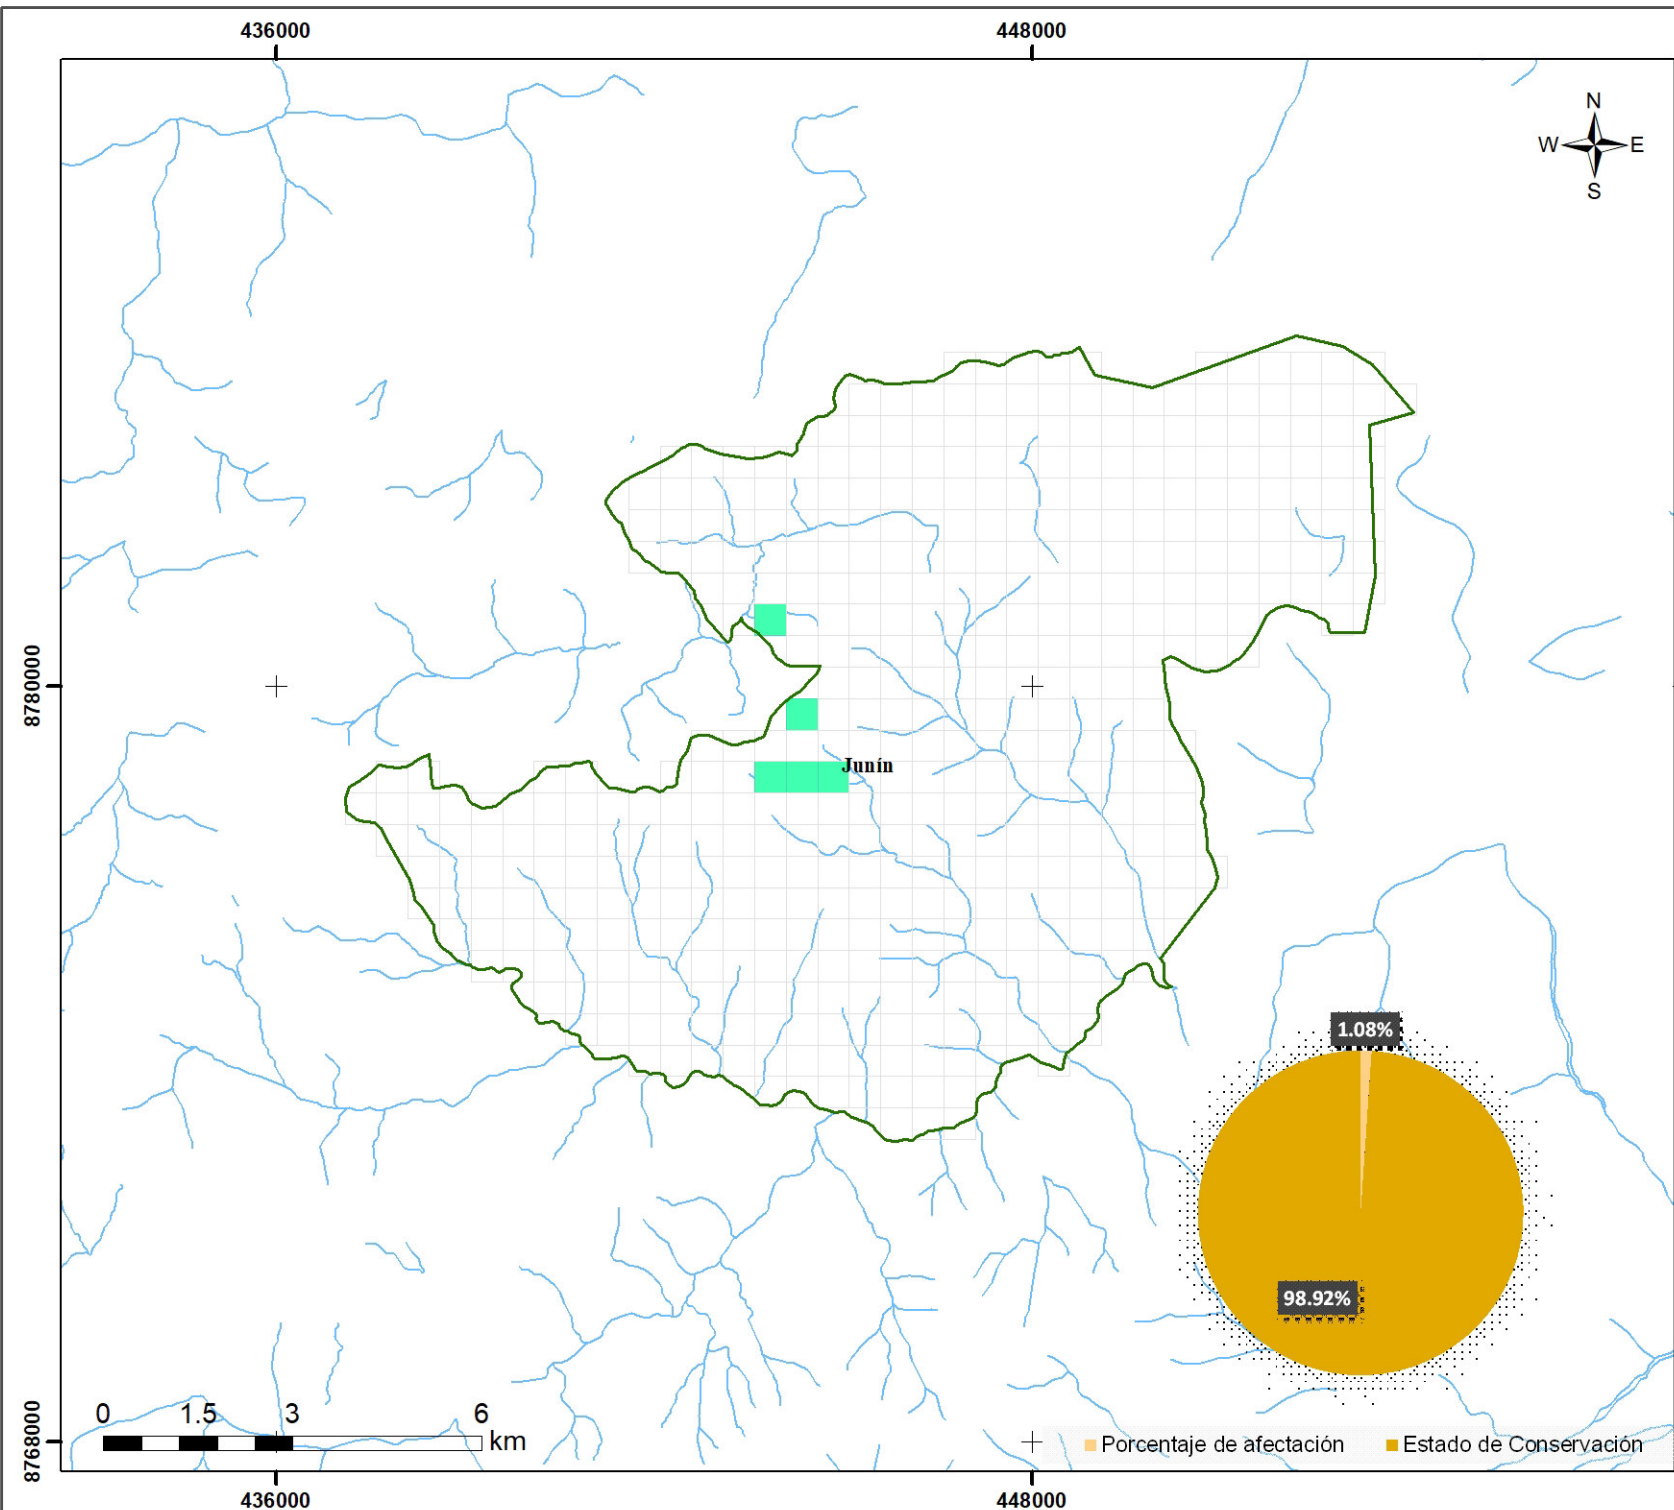 436000 448000
N
W E
S
8780000
Junín
1.08%
98.92%
0 1.5 3 6
km
Porcentaje de afectación Estado de Conservación
8768000
436000 448000